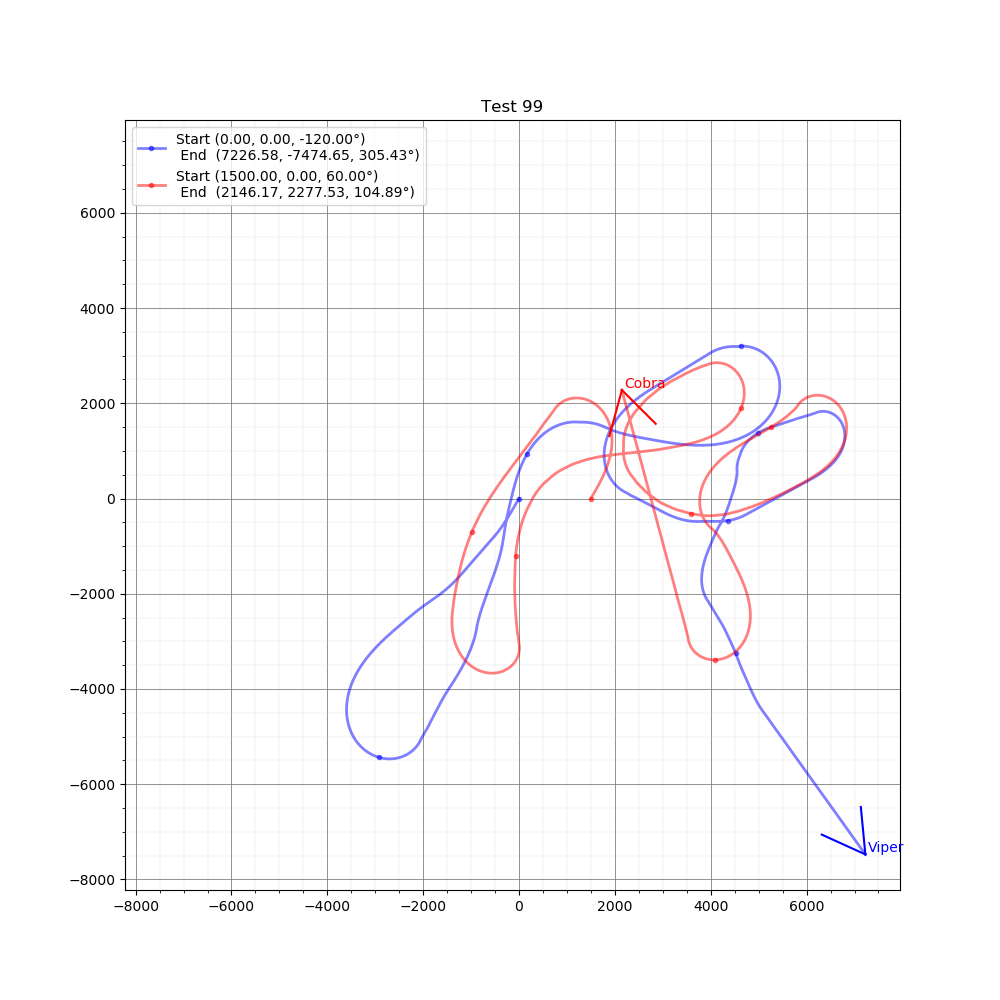 Test 99
Start (0.00, 0.00, -120.00°)
End (7226.58, -7474.65, 305.43°)
Start (1500.00, 0.00, 60.00°)
End (2146.17, 2277.53, 104.89°)
6000
4000
2000
0
−2000
−4000
−6000
−8000
Cobra
Viper
−8000 −6000 −4000 −2000 0 2000 4000 6000